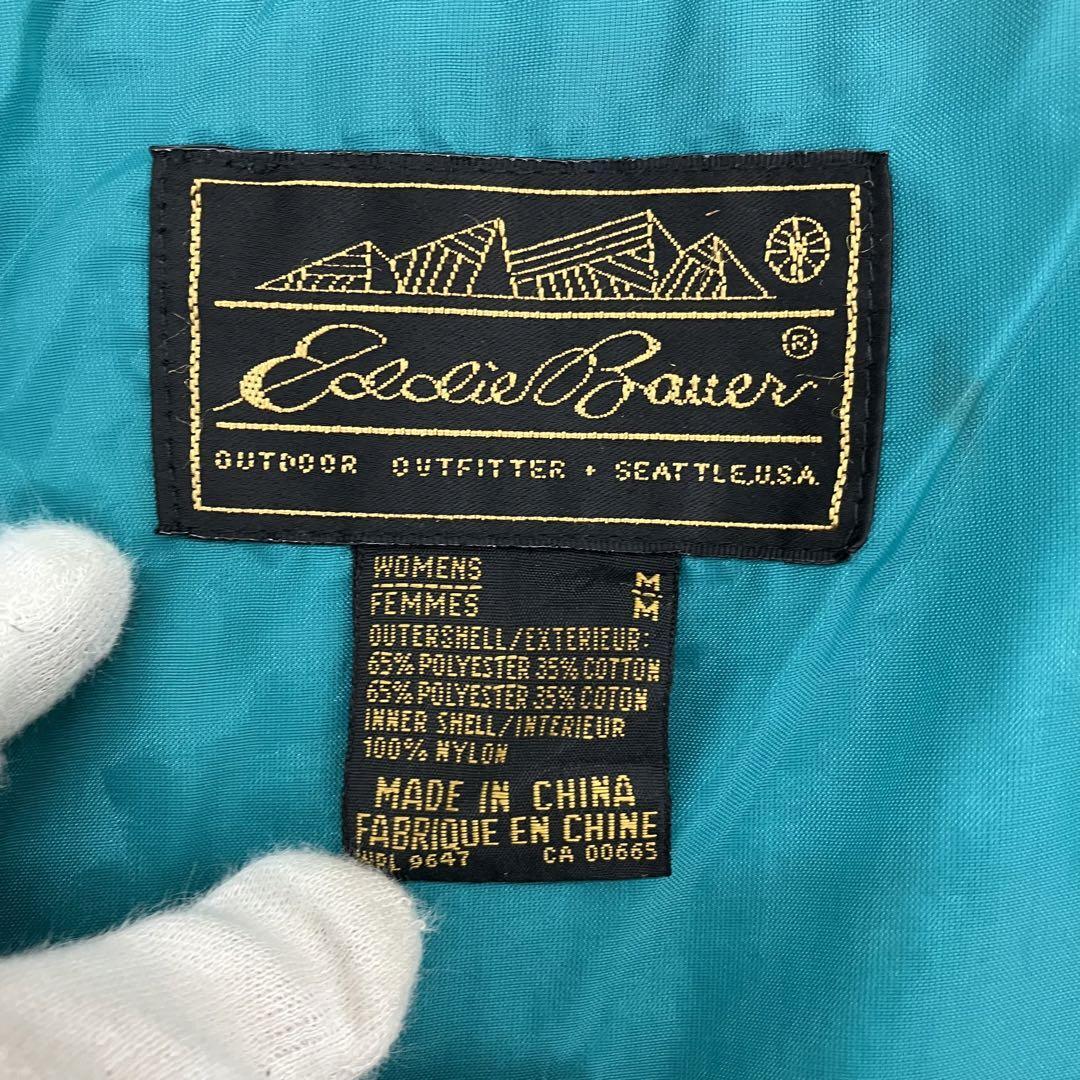 Eddie Bauer ®
OUTDOOR OUTFITTER • SEATTLE, U.S.A.
WOMENS M
FEMMES M
OUTERSHELL/EXTERIEUR:
65% POLYESTER 35% COTTON
65% POLYESTER 35% COTON
INNER SHELL/INTERIEUR
100% NYLON
MADE IN CHINA
FABRIQUE EN CHINE
WPL 9647 CA 00665